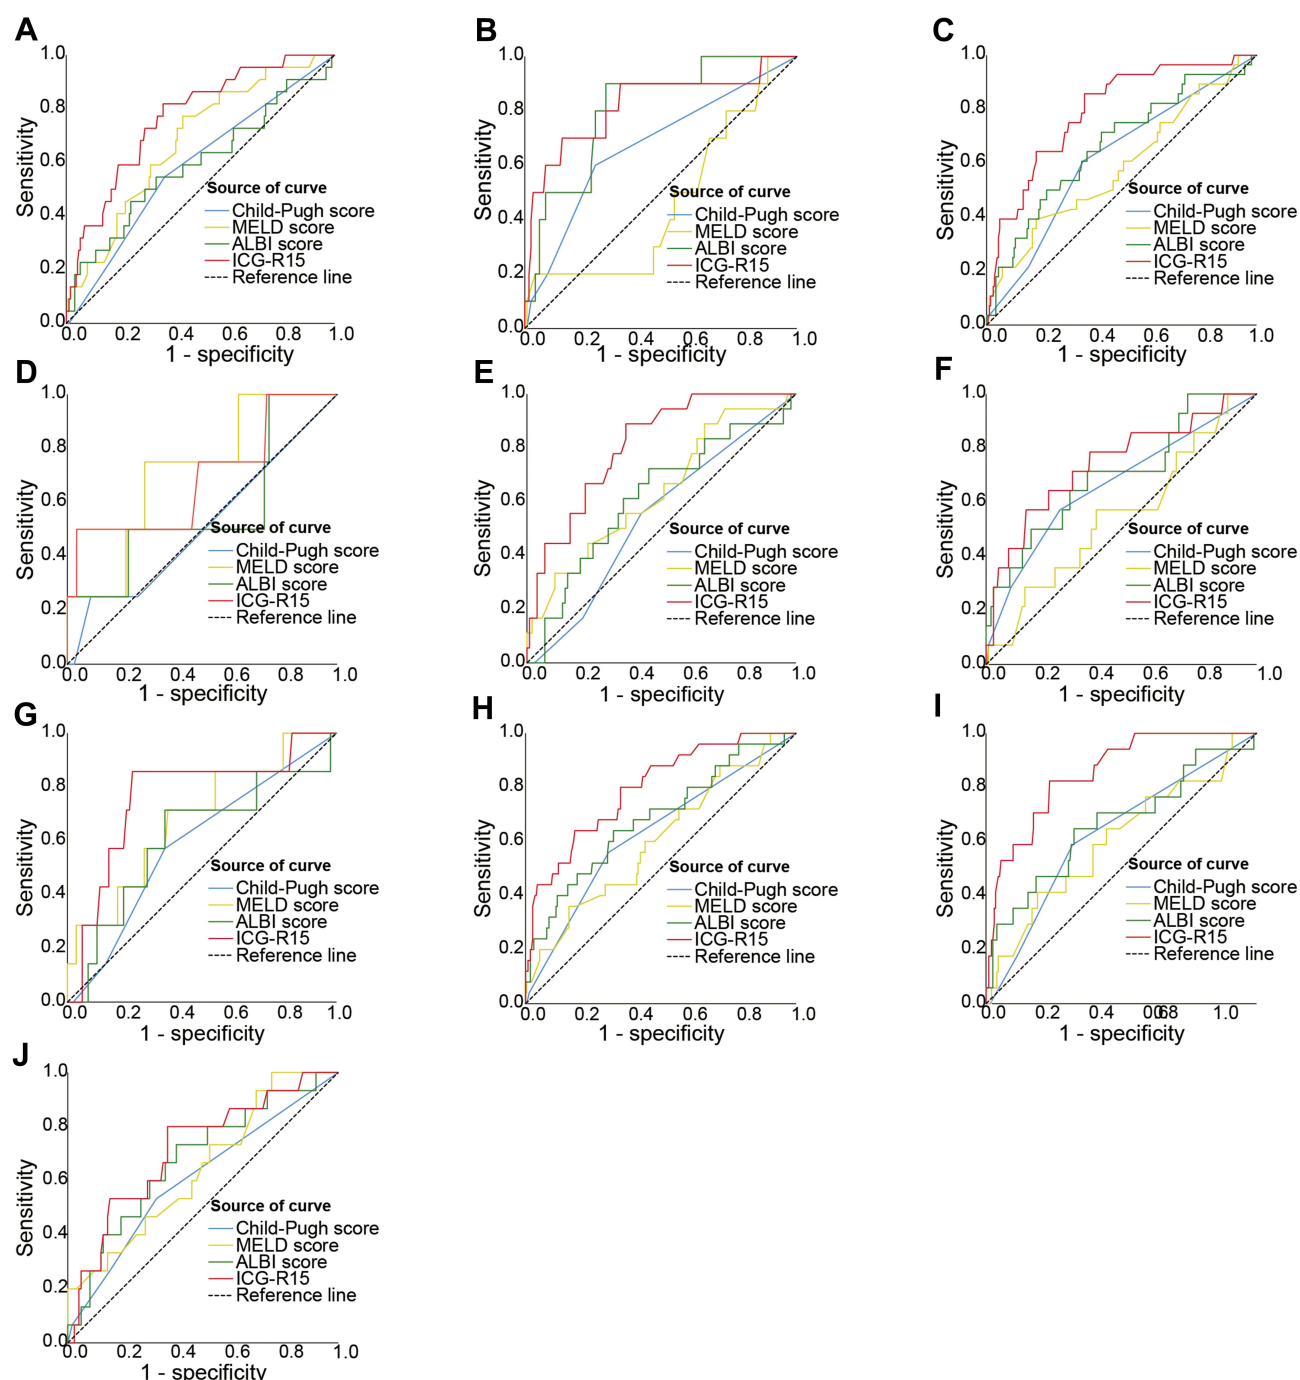 A
1.0
0.8
0.6
0.4
0.2
0.0
Sensitivity
Source of curve
Child-Pugh score
MELD score
ALBI score
ICG-R15
Reference line
0.0 0.2 0.4 0.6 0.8 1.0
1 - specificity
B
1.0
0.8
0.6
0.4
0.2
0.0
Sensitivity
Source of curve
Child-Pugh score
MELD score
ALBI score
ICG-R15
Reference line
0.0 0.2 0.4 0.6 0.8 1.0
1 - specificity
C
1.0
0.8
0.6
0.4
0.2
0.0
Sensitivity
Source of curve
Child-Pugh score
MELD score
ALBI score
ICG-R15
Reference line
0.0 0.2 0.4 0.6 0.8 1.0
1 - specificity
D
1.0
0.8
0.6
0.4
0.2
0.0
Sensitivity
Source of curve
Child-Pugh score
MELD score
ALBI score
ICG-R15
Reference line
0.0 0.2 0.4 0.6 0.8 1.0
1 - specificity
E
1.0
0.8
0.6
0.4
0.2
0.0
Sensitivity
Source of curve
Child-Pugh score
MELD score
ALBI score
ICG-R15
Reference line
0.0 0.2 0.4 0.6 0.8 1.0
1 - specificity
F
1.0
0.8
0.6
0.4
0.2
0.0
Sensitivity
Source of curve
Child-Pugh score
MELD score
ALBI score
ICG-R15
Reference line
0.0 0.2 0.4 0.6 0.8 1.0
1 - specificity
G
1.0
0.8
0.6
0.4
0.2
0.0
Sensitivity
Source of curve
Child-Pugh score
MELD score
ALBI score
ICG-R15
Reference line
0.0 0.2 0.4 0.6 0.8 1.0
1 - specificity
H
1.0
0.8
0.6
0.4
0.2
0.0
Sensitivity
Source of curve
Child-Pugh score
MELD score
ALBI score
ICG-R15
Reference line
0.0 0.2 0.4 0.6 0.8 1.0
1 - specificity
I
1.0
0.8
0.6
0.4
0.2
0.0
Sensitivity
Source of curve
Child-Pugh score
MELD score
ALBI score
ICG-R15
Reference line
0.0 0.2 0.4 0.6 0.8 1.0
1 - specificity
J
1.0
0.8
0.6
0.4
0.2
0.0
Sensitivity
Source of curve
Child-Pugh score
MELD score
ALBI score
ICG-R15
Reference line
0.0 0.2 0.4 0.6 0.8 1.0
1 - specificity